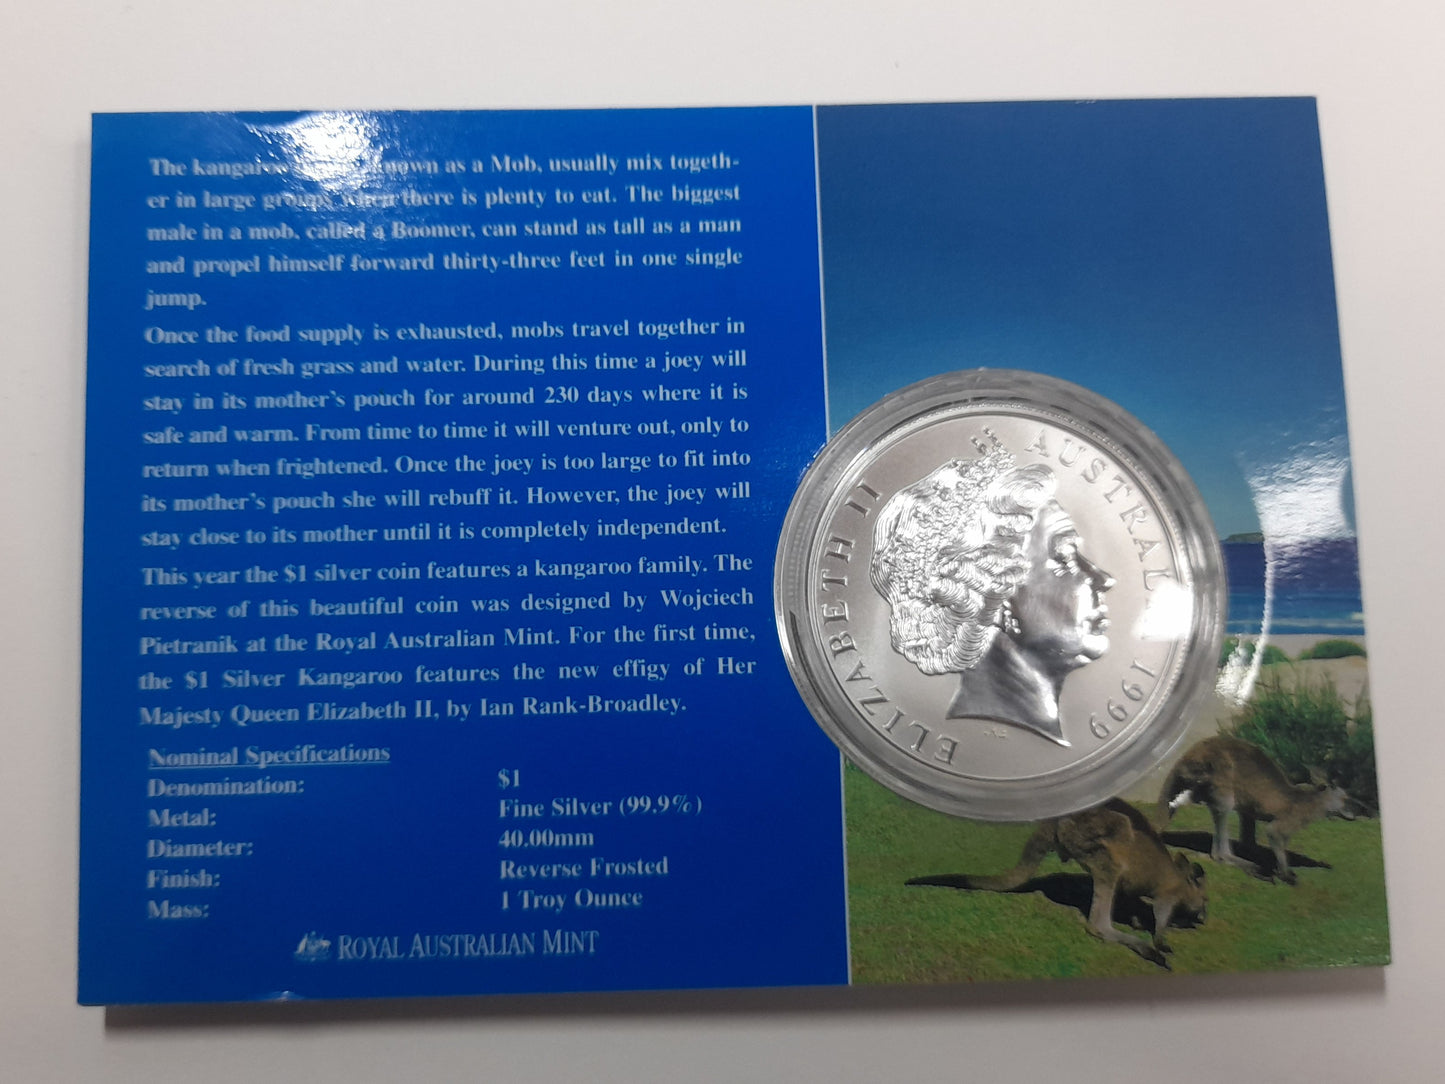 The kangaroo known as a Mob, usually mix togeth-
er in large groups when there is plenty to eat. The biggest
male in a mob, called a Boomer, can stand as tall as a man
and propel himself forward thirty-three feet in one single
jump.
Once the food supply is exhausted, mobs travel together in
search of fresh grass and water. During this time a joey will
stay in its mother's pouch for around 230 days where it is
safe and warm. From time to time it will venture out, only to
return when frightened. Once the joey is too large to fit into
its mother's pouch she will rebuff it. However, the joey will
stay close to its mother until it is completely independent.
This year the $1 silver coin features a kangaroo family. The
reverse of this beautiful coin was designed by Wojciech
Pietranik at the Royal Australian Mint. For the first time,
the $1 Silver Kangaroo features the new effigy of Her
Majesty Queen Elizabeth II, by Ian Rank-Broadley.
Nominal Specifications
Denomination: $1
Metal: Fine Silver (99.9%)
Diameter: 40.00mm
Finish: Reverse Frosted
Mass: 1 Troy Ounce
ROYAL AUSTRALIAN MINT
ELIZABETH II
AUSTRALIA 1999